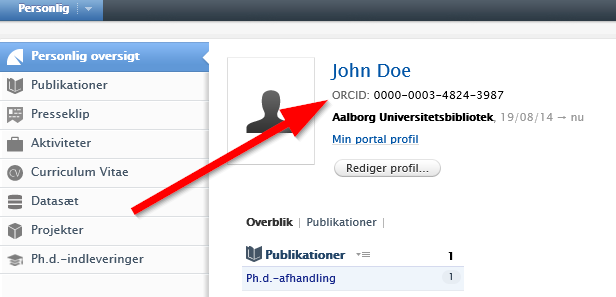 Personlig
Personlig oversigt
Publikationer
Presseklip
Aktiviteter
CV Curriculum Vitae
Datasæt
Projekter
Ph.d.-indleveringer
John Doe
ORCID: 0000-0003-4824-3987
Aalborg Universitetsbibliotek, 19/08/14 → nu
Min portal profil
Rediger profil...
Overblik | Publikationer |
Publikationer 1
Ph.d.-afhandling 1